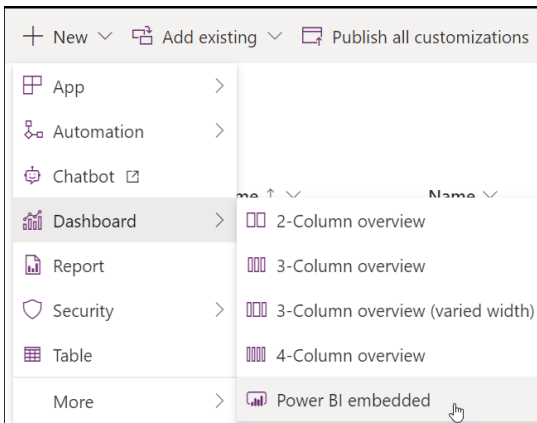 New Add existing Publish all customizations
App
Automation
Chatbot
me ↑ Name
Dashboard
2-Column overview
Report
3-Column overview
Security
3-Column overview (varied width)
Table
4-Column overview
More
Power BI embedded